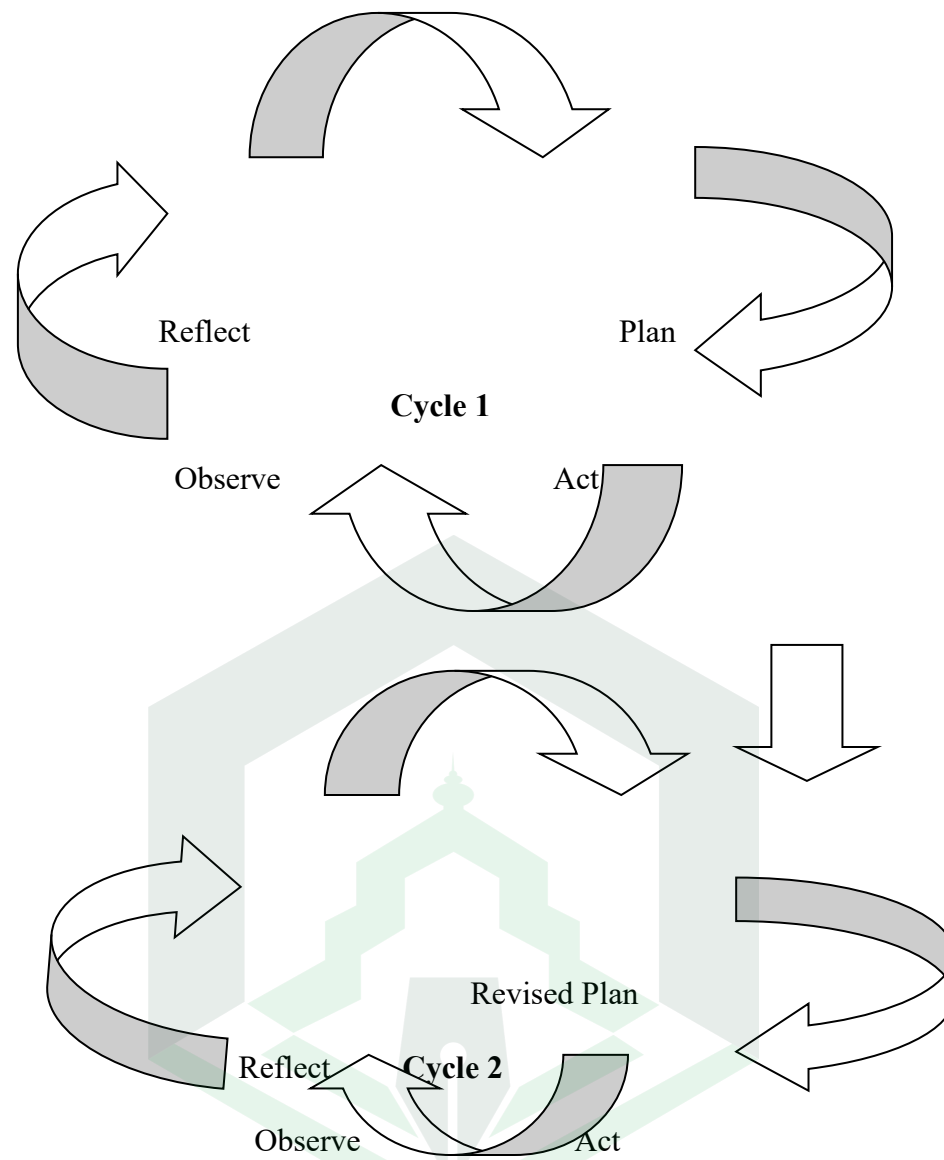 Reflect Plan
Cycle 1
Observe Act
Revised Plan
Reflect Cycle 2
Observe Act